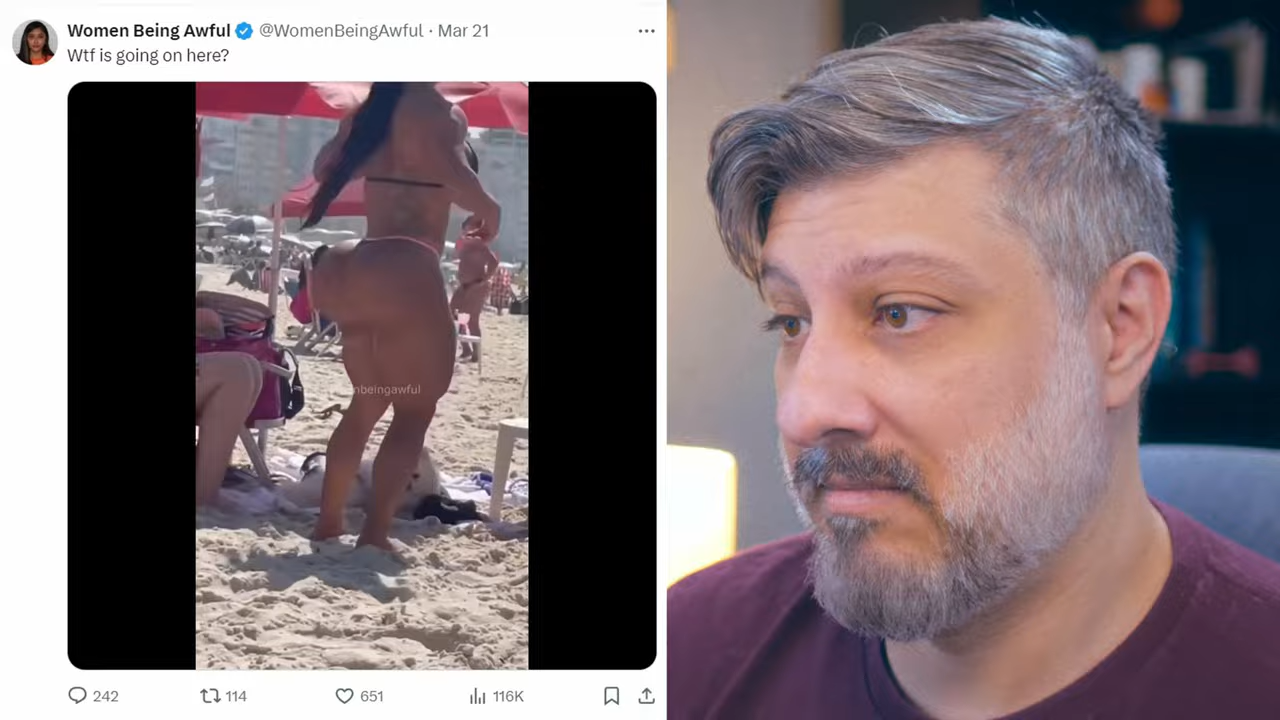 Women Being Awful @WomenBeingAwful · Mar 21
Wtf is going on here?
nbeingawful
242 114 651 116K